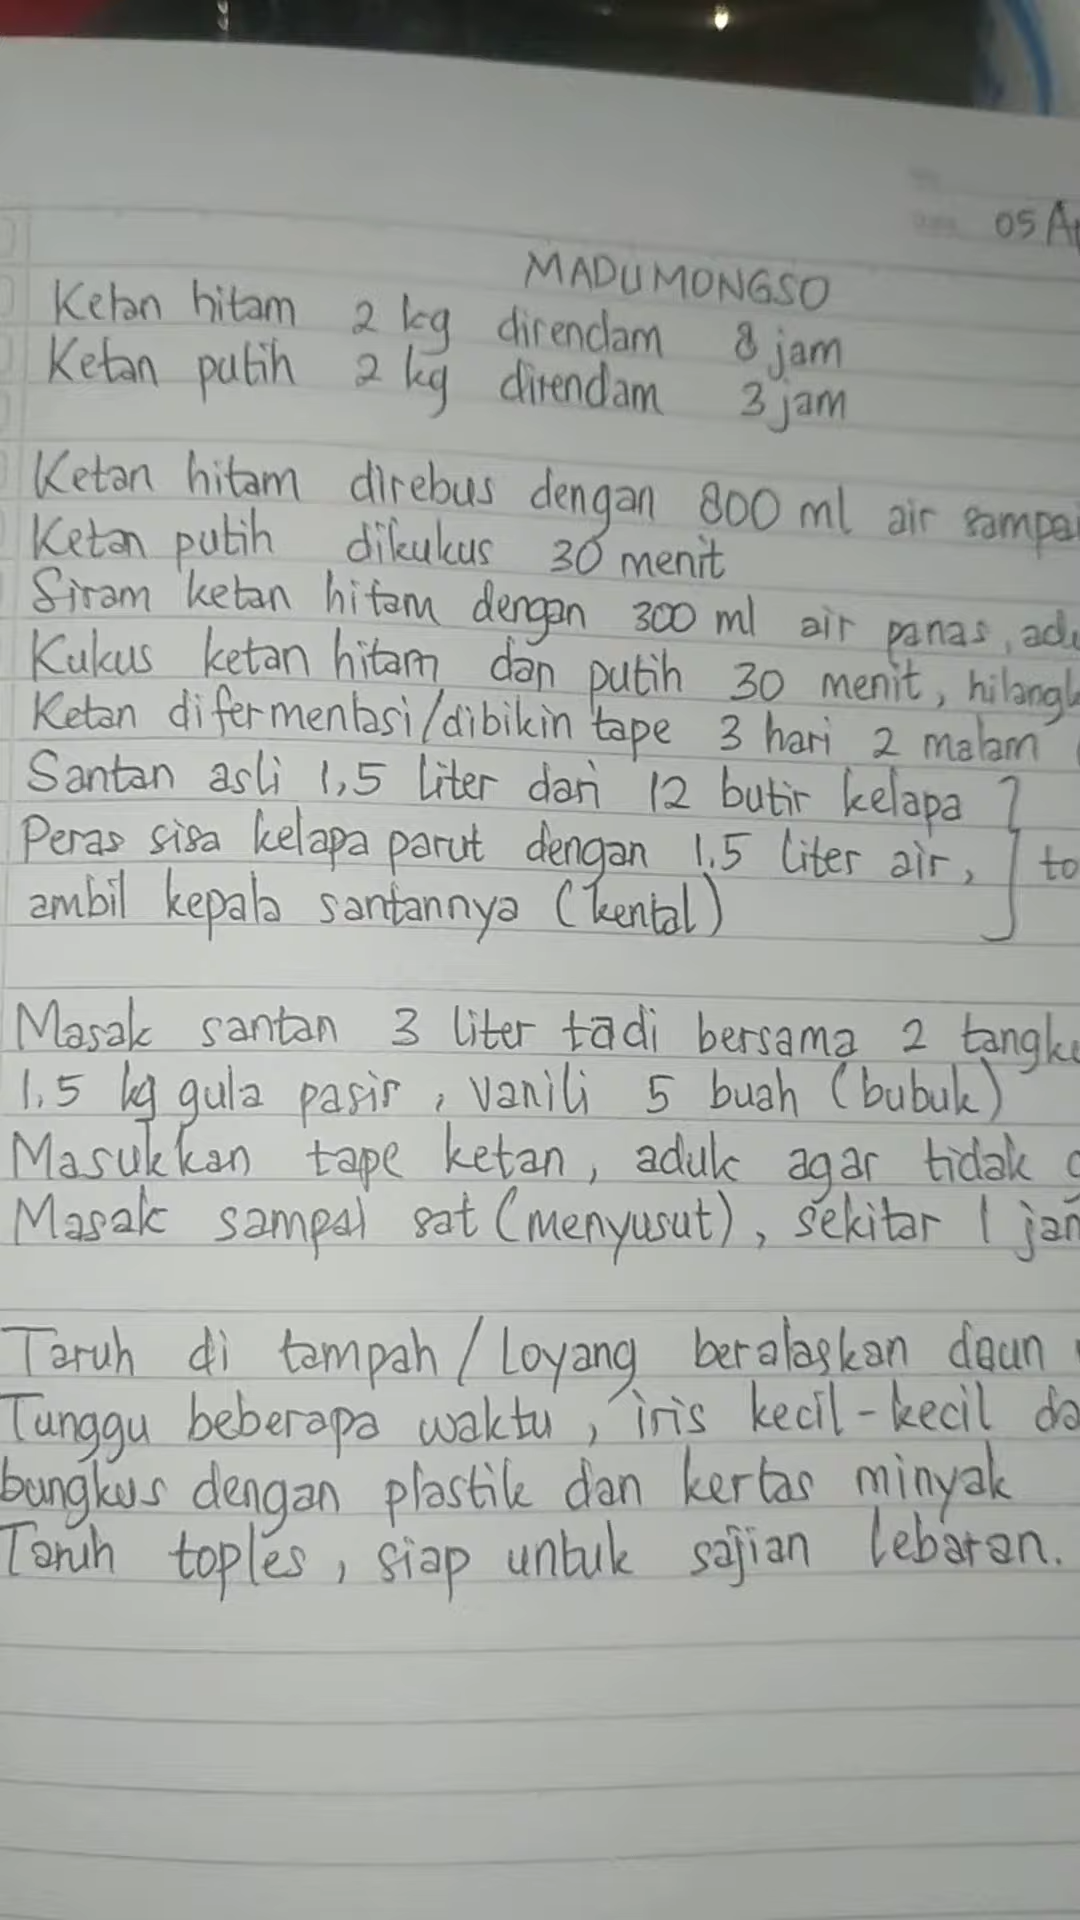 05 A
MADUMONGSO
Ketan hitam 2 kg direndam 8 jam
Ketan putih 2 kg direndam 3 jam
Ketan hitam direbus dengan 800 ml air sampai
Ketan putih dikukus 30 menit
Siram ketan hitam dengan 300 ml air panas, adu
Kukus ketan hitam dan putih 30 menit, hilangk
Ketan difermentasi/dibikin tape 3 hari 2 malam
Santan asli 1,5 liter dari 12 butir kelapa
Peras sisa kelapa parut dengan 1.5 liter air, to
ambil kepala santannya (kental)
Masak santan 3 liter tadi bersama 2 tangk
1,5 kg gula pasir, vanili 5 buah (bubuk)
Masukkan tape ketan, aduk agar tidak g
Masak sampai sat (menyusut), sekitar 1 jam
Taruh di tampah/loyang beralaskan daun
Tunggu beberapa waktu, iris kecil-kecil da
bungkus dengan plastik dan kertas minyak
Taruh toples, siap untuk sajian lebaran.